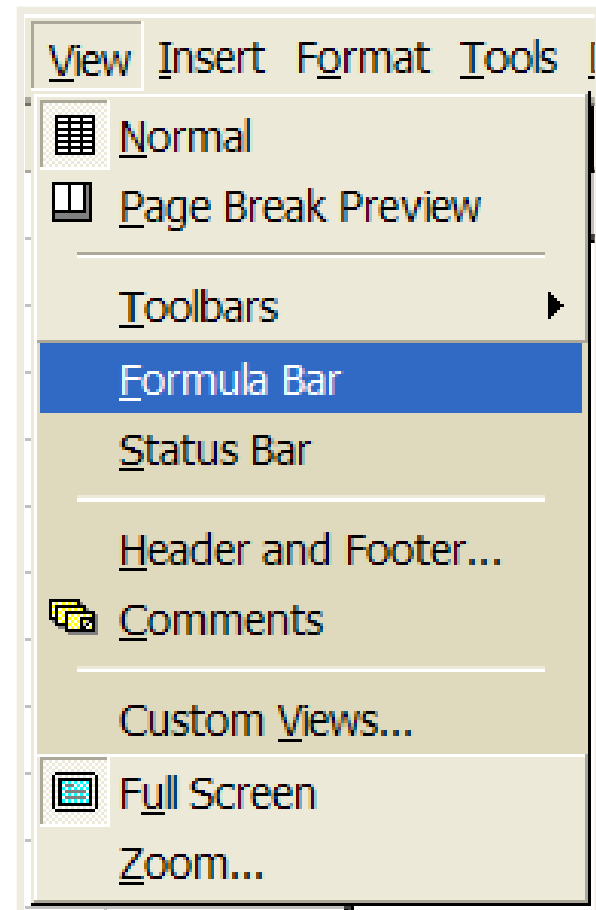 View Insert Format Tools
Normal
Page Break Preview
Toolbars
Formula Bar
Status Bar
Header and Footer...
Comments
Custom Views...
Full Screen
Zoom...